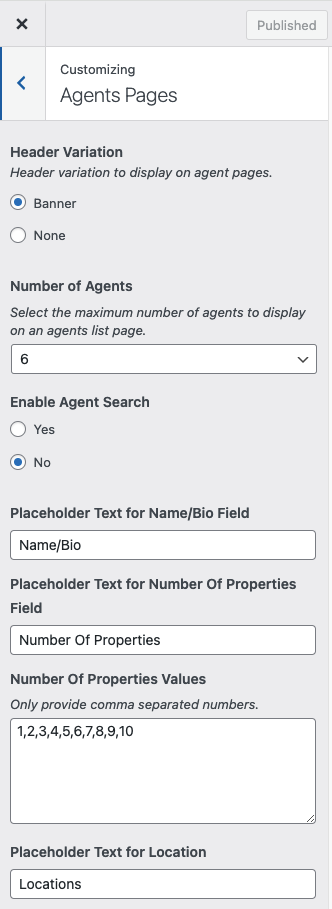 Published
Customizing
Agents Pages
Header Variation
Header variation to display on agent pages.
Banner
None
Number of Agents
Select the maximum number of agents to display
on an agents list page.
6
Enable Agent Search
Yes
No
Placeholder Text for Name/Bio Field
Name/Bio
Placeholder Text for Number Of Properties
Field
Number Of Properties
Number Of Properties Values
Only provide comma separated numbers.
1,2,3,4,5,6,7,8,9,10
Placeholder Text for Location
Locations